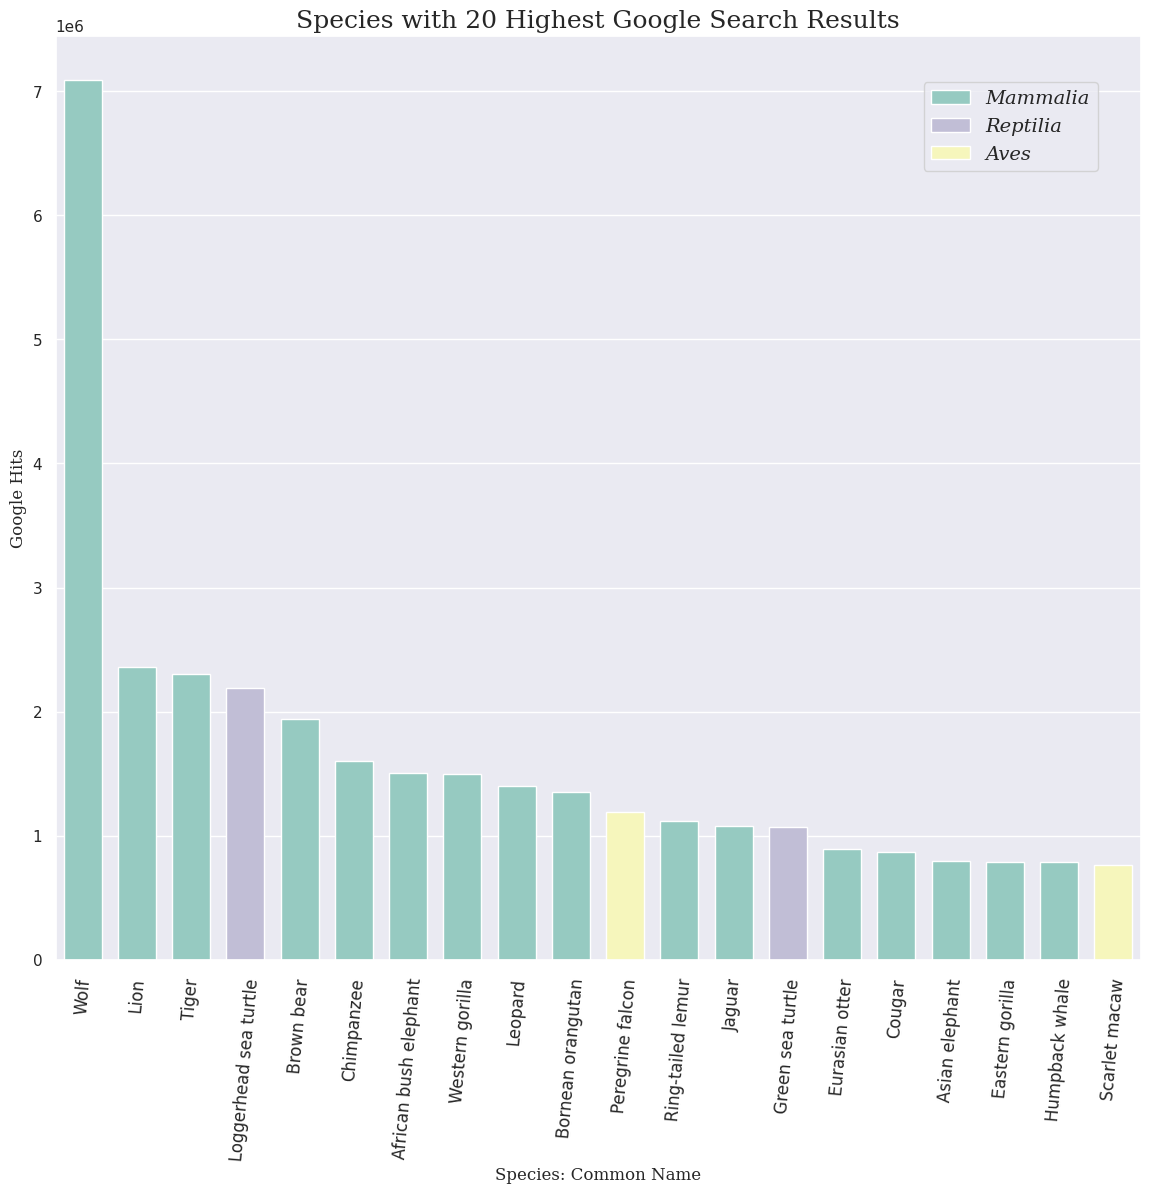 Species with 20 Highest Google Search Results
1e6
7
6
5
4
3
2
1
0
Google Hits
Mammalia
Reptilia
Aves
Wolf
Lion
Tiger
Loggerhead sea turtle
Brown bear
Chimpanzee
African bush elephant
Western gorilla
Leopard
Bornean orangutan
Peregrine falcon
Ring-tailed lemur
Jaguar
Green sea turtle
Eurasian otter
Cougar
Asian elephant
Eastern gorilla
Humpback whale
Scarlet macaw
Species: Common Name